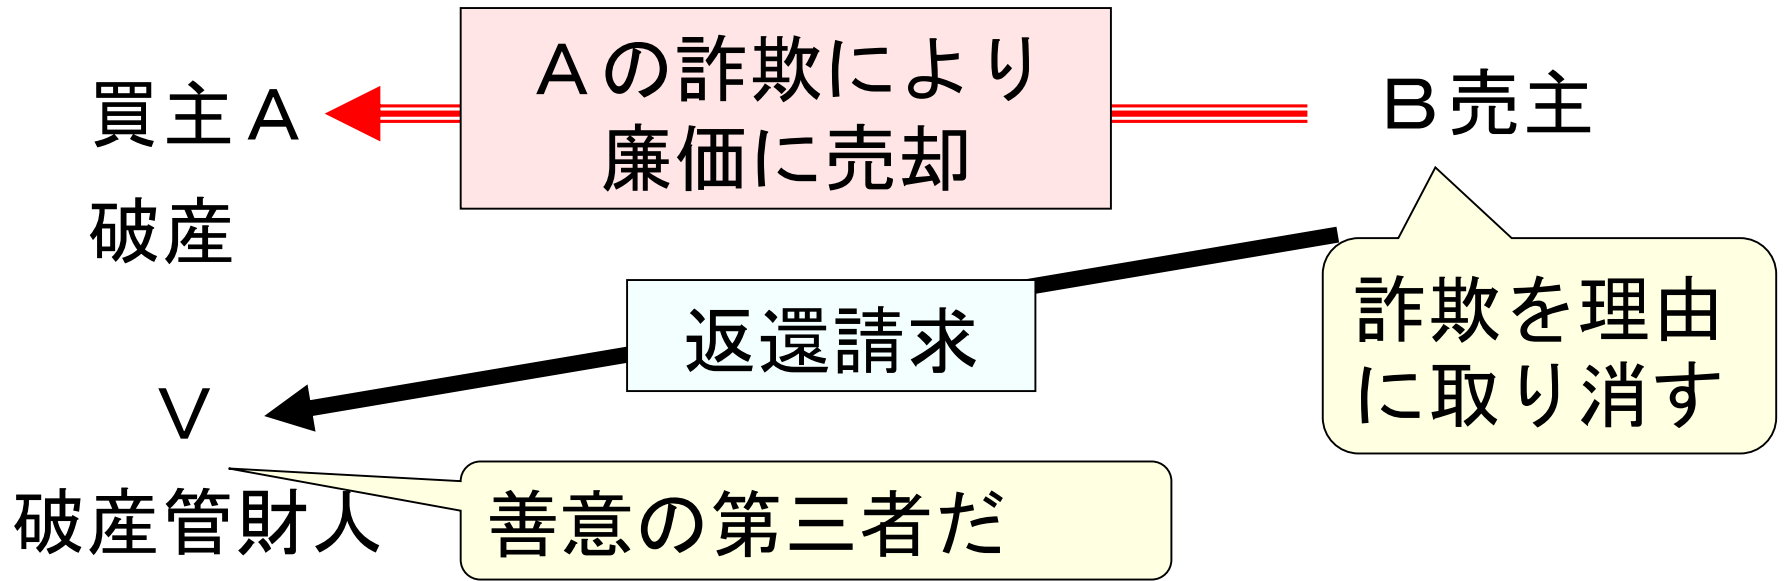 買主Ａ
Ａの詐欺により
廉価に売却
Ｂ売主
破産
返還請求
詐欺を理由
に取り消す
Ｖ
破産管財人
善意の第三者だ